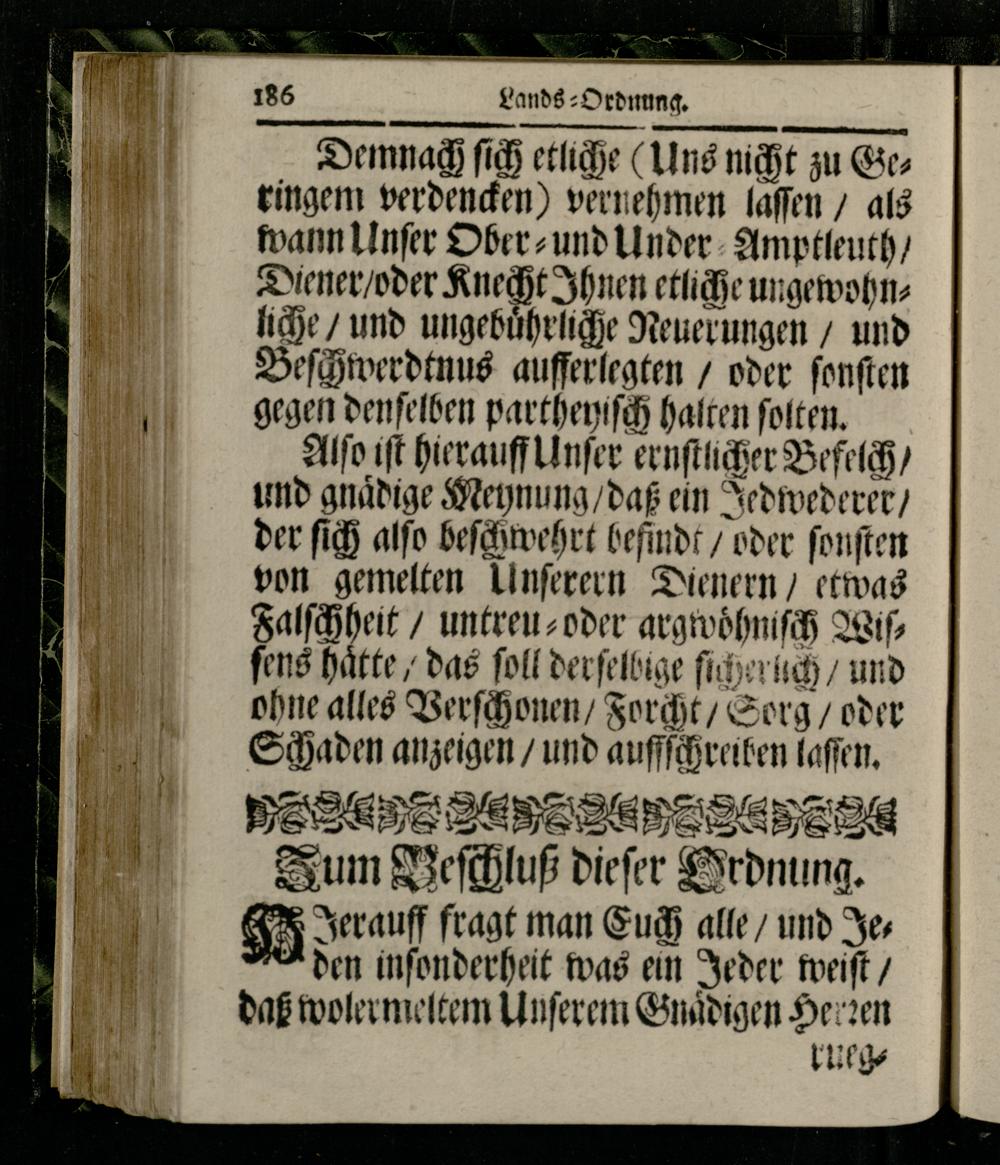 186 Lands-Ordnung.
Demnach sich etliche (Uns nicht zu Ge-
ringem verdencken) vernehmen lassen / als
wann Unser Ober- und Under-Amptleuth /
Diener / oder Knecht Ihnen etliche ungewohn-
liche / und ungebührliche Neuerungen / und
Beschwerdtnus aufferlegten / oder sonsten
gegen denselben partheyisch halten solten.
Also ist hierauff Unser ernstlicher Befelch /
und gnädige Meynung / daß ein Jedwederer /
der sich also beschwehrt befindt / oder sonsten
von gemelten Unserern Dienern / etwas
Falschheit / untreu- oder argwöhnisch Wis-
sens hätte / das soll derselbige sicherlich / und
ohne alles Verschonen / Forcht / Sorg / oder
Schaden anzeigen / und auffschreiben lassen.
Zum Beschluß dieser Ordnung.
HIerauff fragt man Euch alle / und Je-
den insonderheit was ein Jeder weist /
daß wolermeltem Unserem Gnädigen Herren
rueg-